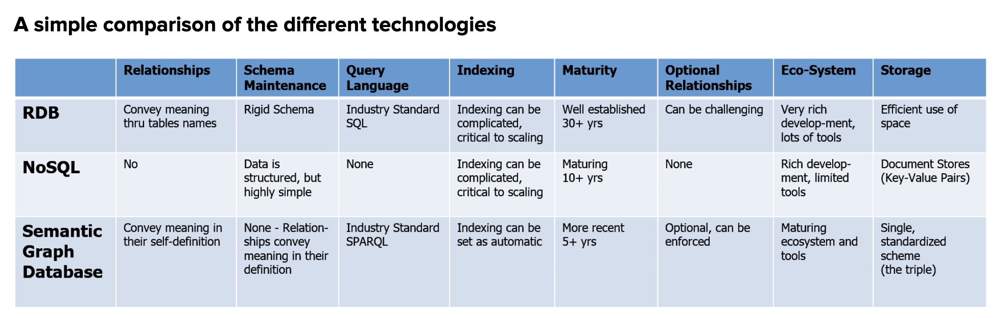 A simple comparison of the different technologies
Relationships
Schema
Maintenance
Query
Language
Indexing
Maturity
Optional
Relationships
Eco-System
Storage
RDB
Convey meaning
thru tables names
Rigid Schema
Industry Standard
SQL
Indexing can be
complicated,
critical to scaling
Well established
30+ yrs
Can be challenging
Very rich
develop-ment,
lots of tools
Efficient use of
space
NoSQL
No
Data is
structured, but
highly simple
None
Indexing can be
complicated,
critical to scaling
Maturing
10+ yrs
None
Rich develop-
ment, limited
tools
Document Stores
(Key-Value Pairs)
Semantic
Graph
Database
Convey meaning in
their self-definition
None - Relation-
ships convey
meaning in their
definition
Industry Standard
SPARQL
Indexing can be
set as automatic
More recent
5+ yrs
Optional, can be
enforced
Maturing
ecosystem and
tools
Single,
standardized
scheme
(the triple)